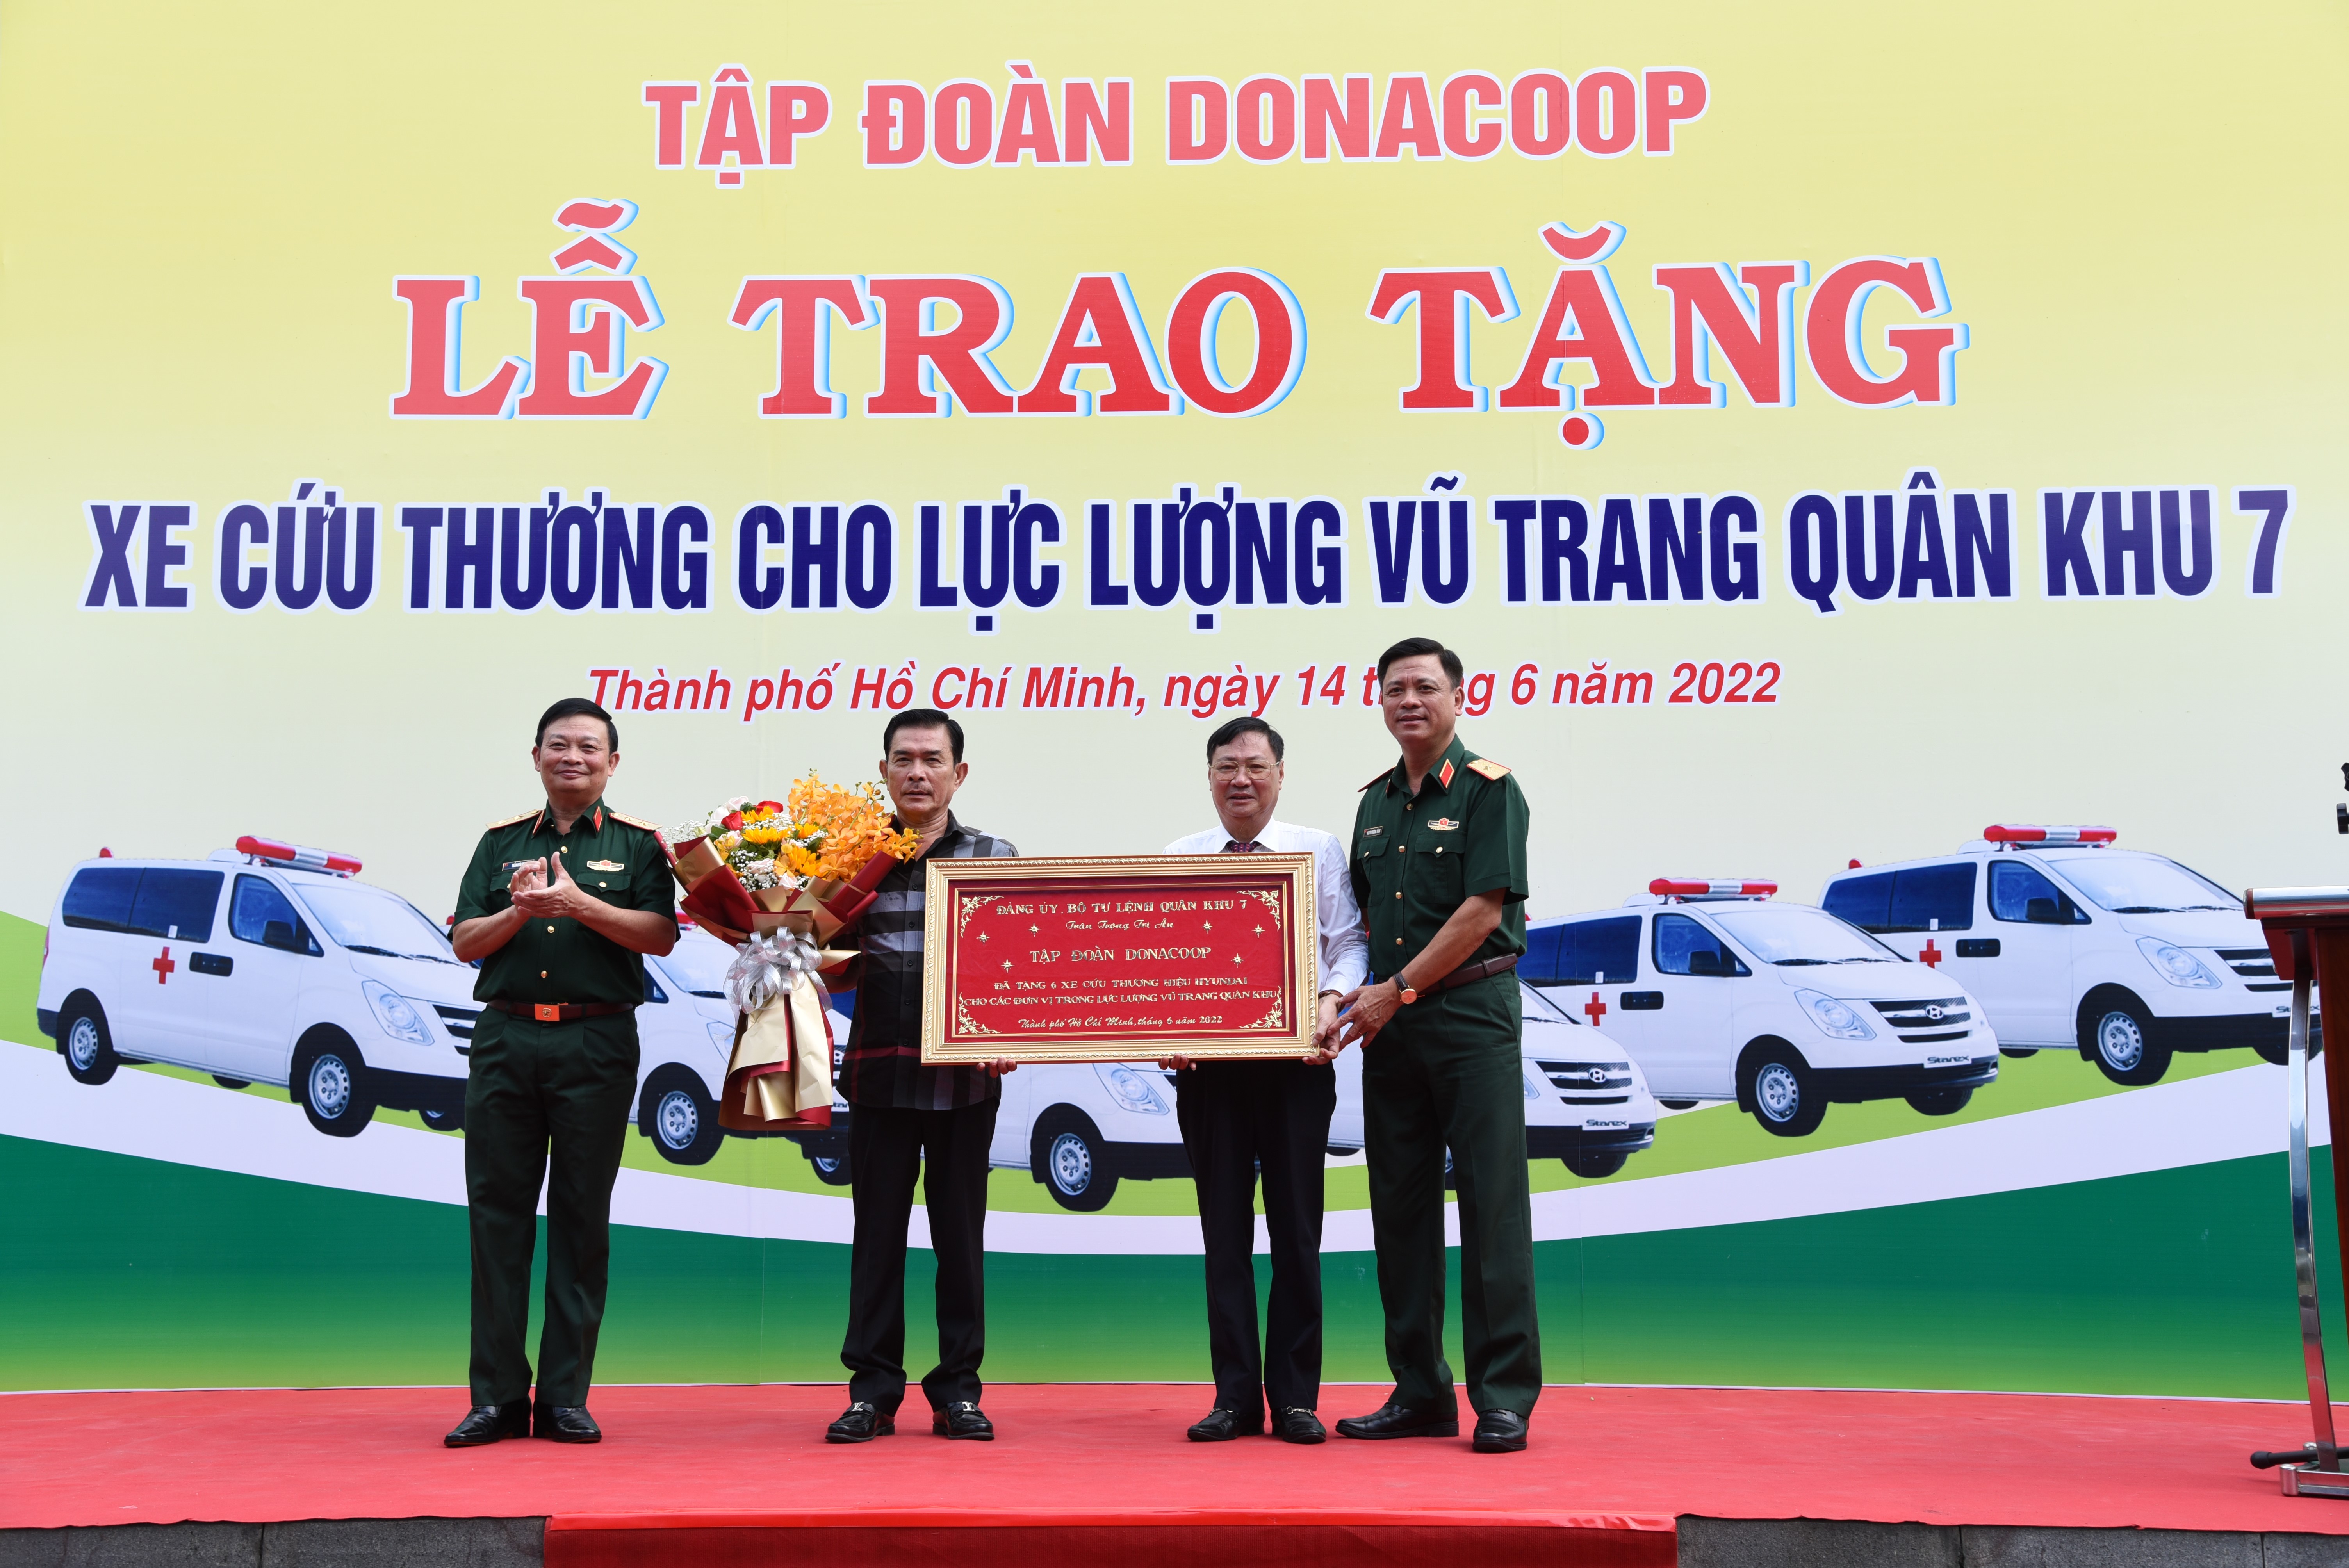 TẬP ĐOÀN DONACOOP
LỄ TRAO TẶNG
XE CỨU THƯƠNG CHO LỰC LƯỢNG VŨ TRANG QUÂN KHU 7
Thành phố Hồ Chí Minh, ngày 14 t ng 6 năm 2022
ĐẢNG ỦY, BỘ TƯ LỆNH QUÂN KHU 7
Trân Trọng Tri Ân
TẬP ĐOÀN DONACOOP
ĐÃ TẶNG 6 XE CỨU THƯƠNG HIỆU HYUNDAI
CHO CÁC ĐƠN VỊ TRONG LỰC LƯỢNG VŨ TRANG QUÂN KHU
Thành phố Hồ Chí Minh, tháng 6 năm 2022
Starex
Starex